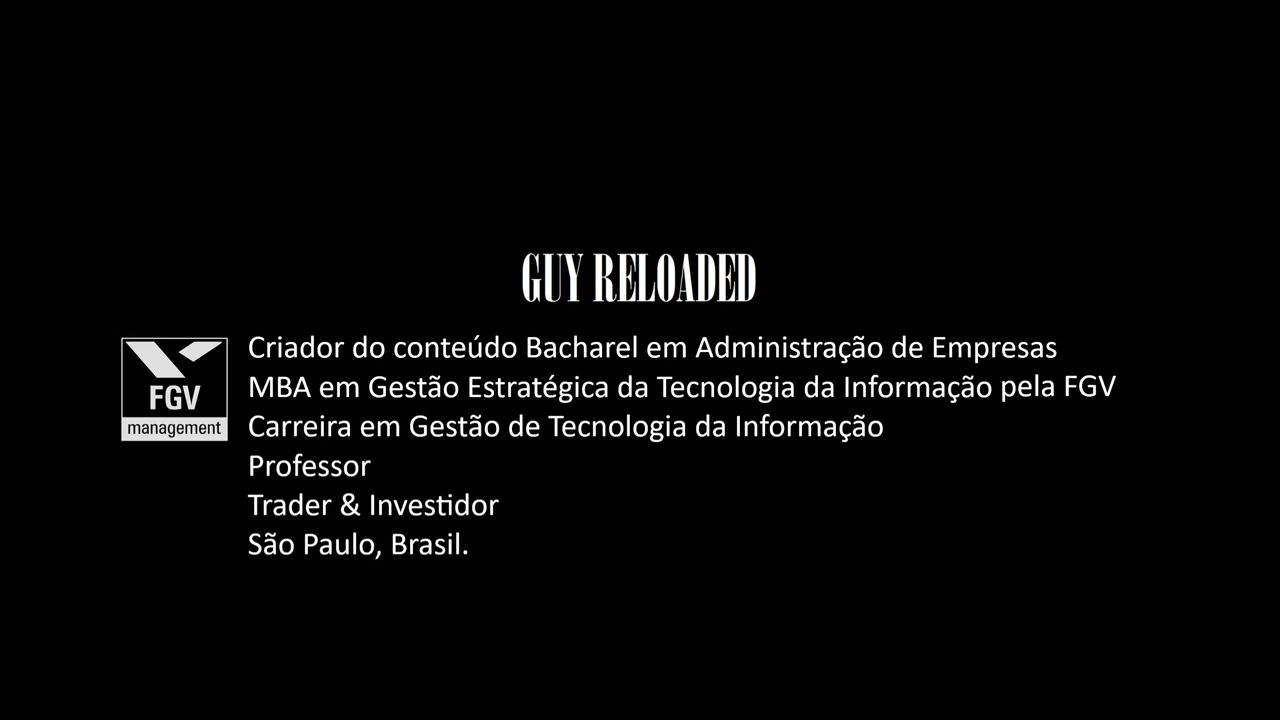 GUY RELOADED
FGV
management
Criador do conteúdo Bacharel em Administração de Empresas
MBA em Gestão Estratégica da Tecnologia da Informação pela FGV
Carreira em Gestão de Tecnologia da Informação
Professor
Trader & Investidor
São Paulo, Brasil.